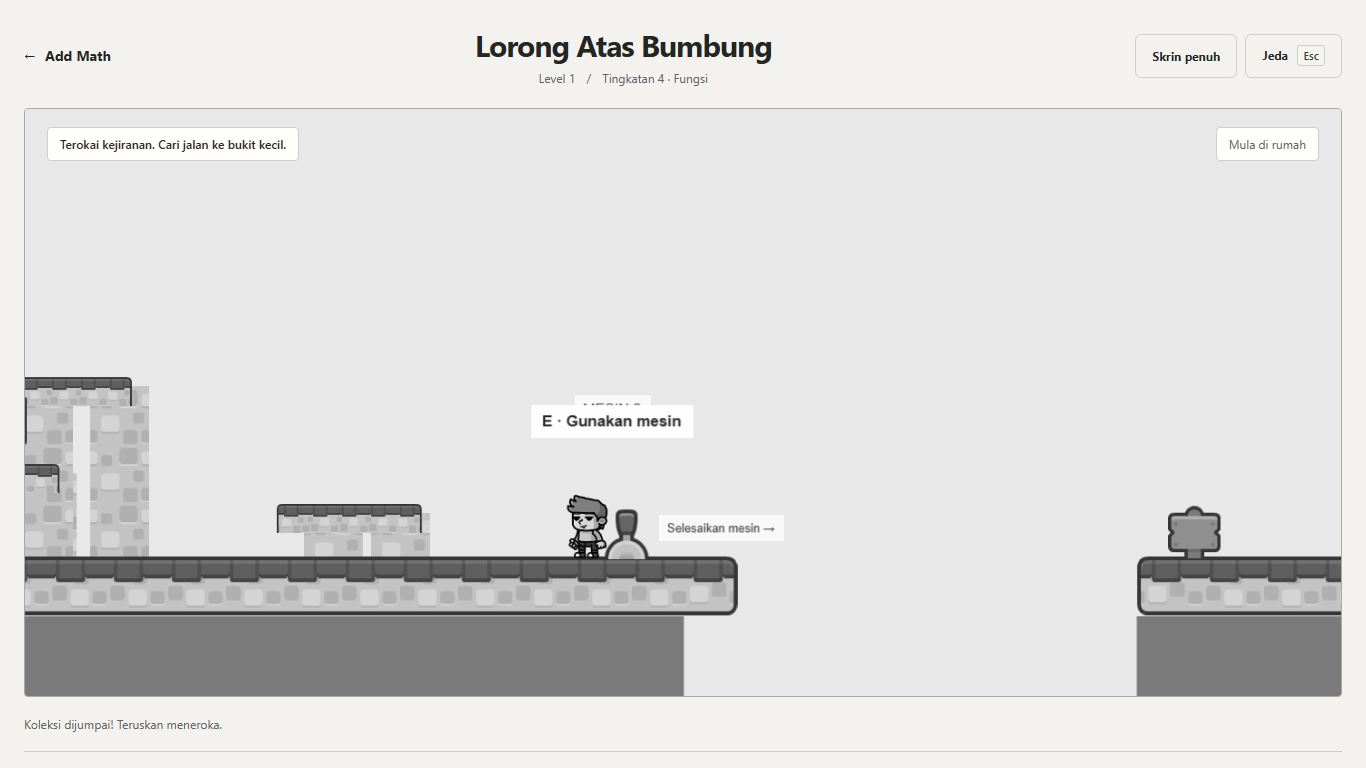 ← Add Math
Lorong Atas Bumbung
Level 1 / Tingkatan 4 · Fungsi
Skrin penuh
Jeda Esc
Terokai kejiranan. Cari jalan ke bukit kecil.
Mula di rumah
E · Gunakan mesin
Selesaikan mesin →
Koleksi dijumpai! Teruskan meneroka.